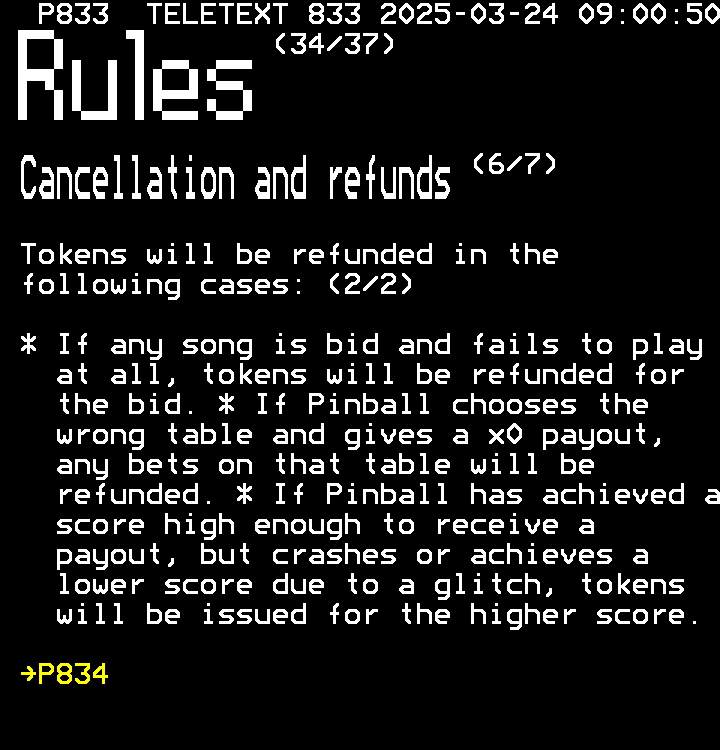 P833 TELETEXT 833 2025-03-24 09:00:50
(34/37)
Rules
Cancellation and refunds (6/7)
Tokens will be refunded in the
following cases: (2/2)
* If any song is bid and fails to play
at all, tokens will be refunded for
the bid. * If Pinball chooses the
wrong table and gives a x0 payout,
any bets on that table will be
refunded. * If Pinball has achieved a
score high enough to receive a
payout, but crashes or achieves a
lower score due to a glitch, tokens
will be issued for the higher score.
→P834